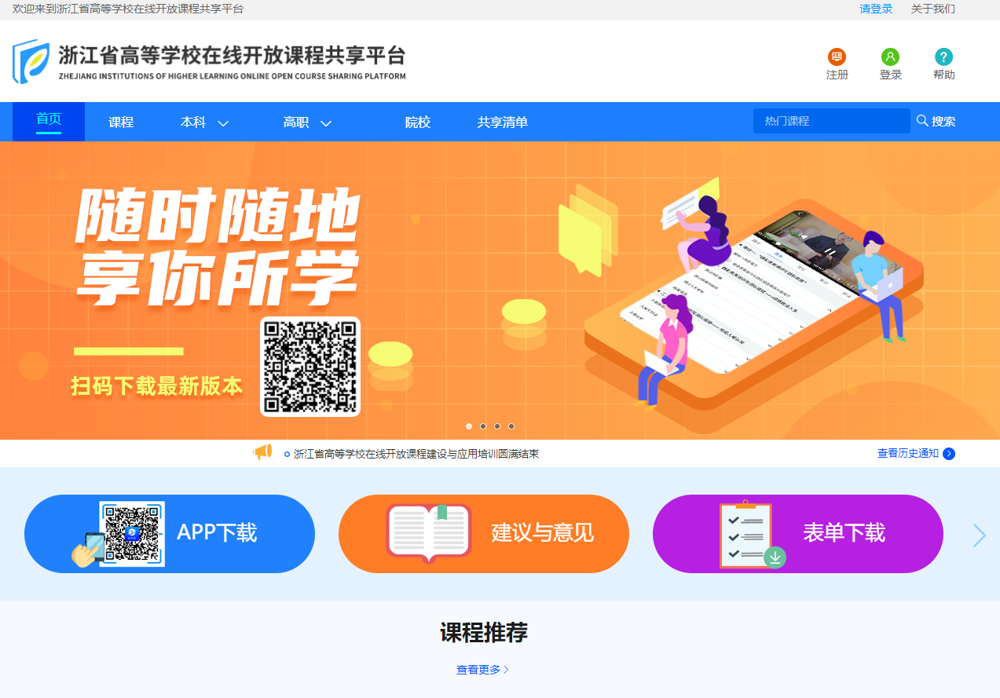 欢迎来到浙江省高等学校在线开放课程共享平台
请登录 关于我们
浙江省高等学校在线开放课程共享平台
ZHEJIANG INSTITUTIONS OF HIGHER LEARNING ONLINE OPEN COURSE SHARING PLATFORM
注册 登录 帮助
首页 课程 本科 高职 院校 共享清单 热门课程 搜索
随时随地
享你所学
扫码下载最新版本
浙江省高等学校在线开放课程建设与应用培训圆满结束
查看历史通知
APP下载 建议与意见 表单下载
课程推荐
查看更多